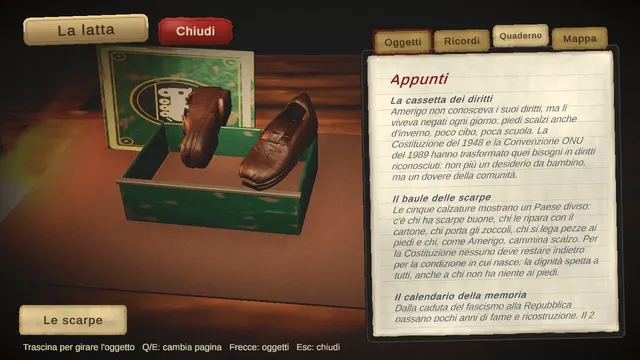 La latta
Chiudi
Oggetti
Ricordi
Quaderno
Mappa
Appunti
La cassetta dei diritti
Amerigo non conosceva i suoi diritti, ma li
viveva negati ogni giorno: piedi scalzi anche
d'inverno, poco cibo, poca scuola. La
Costituzione del 1948 e la Convenzione ONU
del 1989 hanno trasformato quei bisogni in diritti
riconosciuti: non più un desiderio da bambino,
ma un dovere della comunità.
Il baule delle scarpe
Le cinque calzature mostrano un Paese diviso:
c'è chi ha scarpe buone, chi le ripara con il
cartone, chi porta gli zoccoli, chi si lega pezze ai
piedi e chi, come Amerigo, cammina scalzo. Per
la Costituzione nessuno deve restare indietro
per la condizione in cui nasce: la dignità spetta a
tutti, anche a chi non ha niente ai piedi.
Il calendario della memoria
Dalla caduta del fascismo alla Repubblica
passano pochi anni di fame e ricostruzione. Il 2
Le scarpe
Trascina per girare l'oggetto Q/E: cambia pagina Frecce: oggetti Esc: chiudi